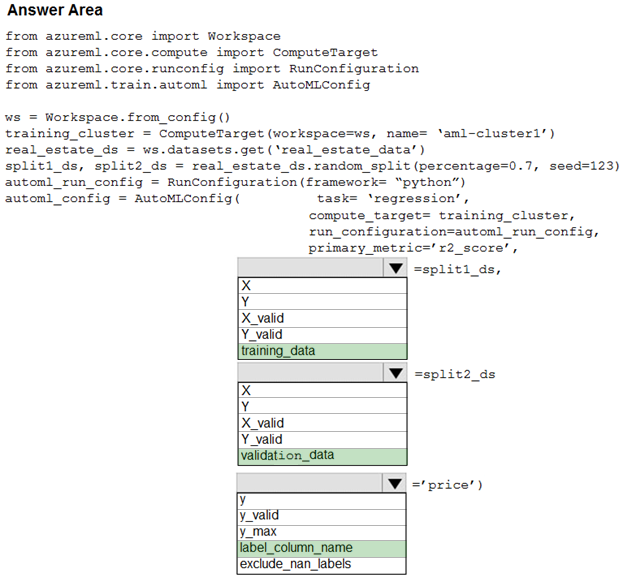 Answer Area
from azureml.core import Workspace
from azureml.core.compute import ComputeTarget
from azureml.core.runconfig import RunConfiguration
from azureml.train.automl import AutoMLConfig
ws = Workspace.from_config()
training_cluster = ComputeTarget(workspace=ws, name= ‘aml-cluster1’)
real_estate_ds = ws.datasets.get(‘real_estate_data’)
split1_ds, split2_ds = real_estate_ds.random_split(percentage=0.7, seed=123)
automl_run_config = RunConfiguration(framework= “python”)
automl_config = AutoMLConfig( task= ‘regression’,
compute_target= training_cluster,
run_configuration=automl_run_config,
primary_metric=’r2_score’,
=split1_ds,
X
Y
X_valid
Y_valid
training_data
=split2_ds
X
Y
X_valid
Y_valid
validation_data
=’price’)
y
y_valid
y_max
label_column_name
exclude_nan_labels